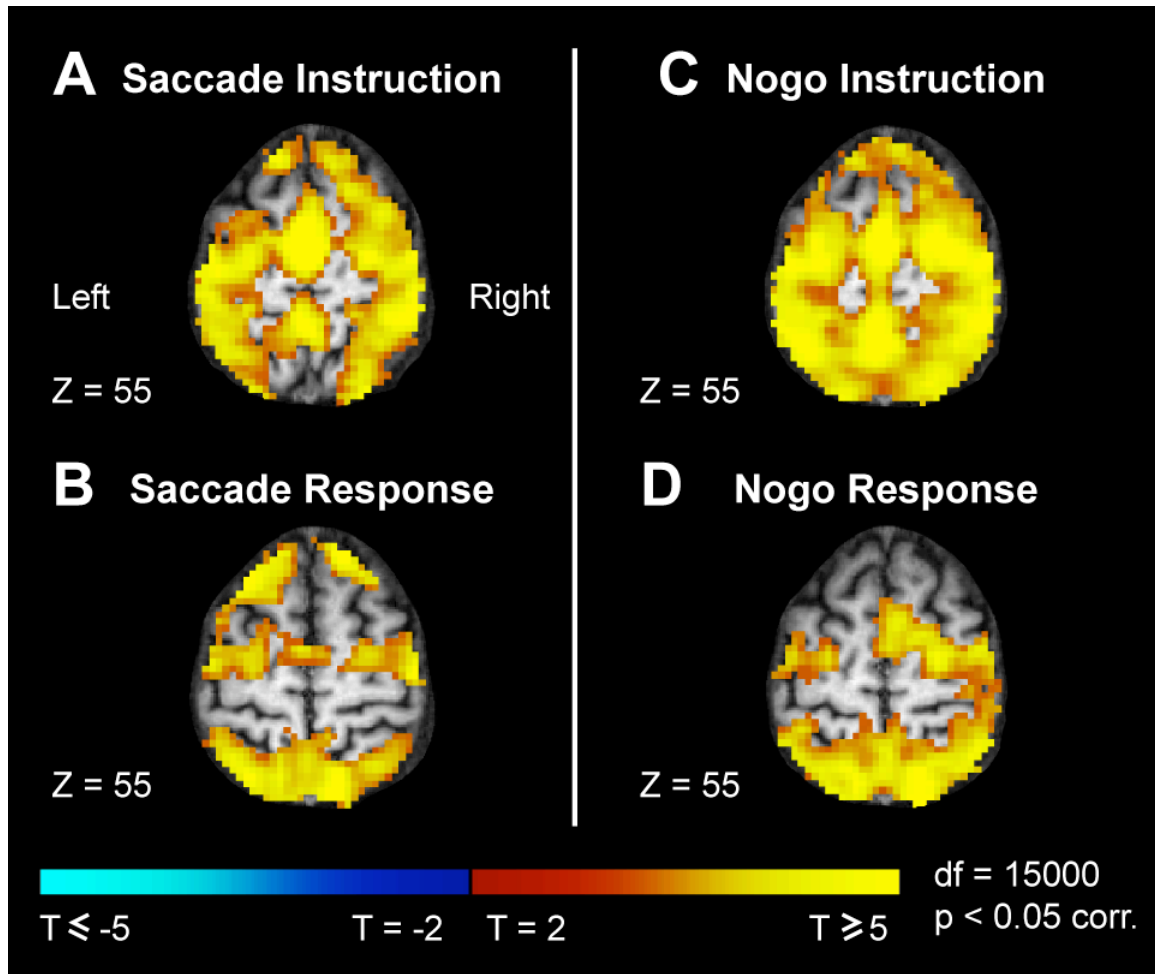 A Saccade Instruction
C Nogo Instruction
Left
Right
Z = 55
Z = 55
B Saccade Response
D Nogo Response
Z = 55
Z = 55
T ≤ -5
T = -2
T = 2
T ≥ 5
df = 15000
p < 0.05 corr.